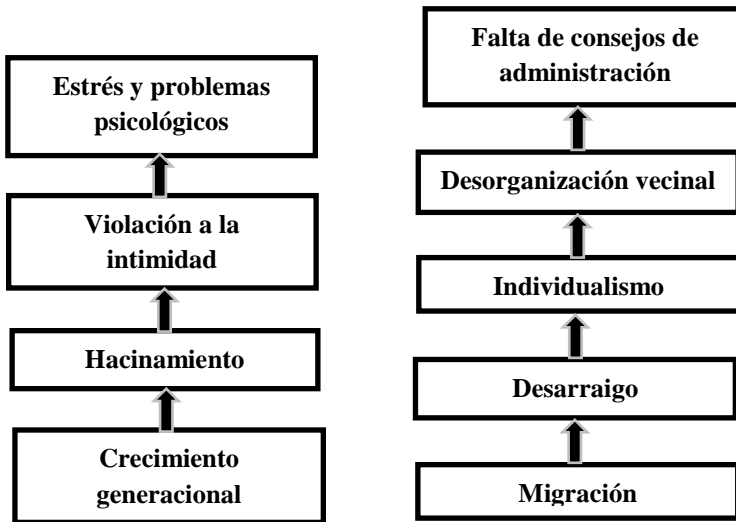 Estrés y problemas
psicológicos
Violación a la
intimidad
Hacinamiento
Crecimiento
generacional
Falta de consejos de
administración
Desorganización vecinal
Individualismo
Desarraigo
Migración